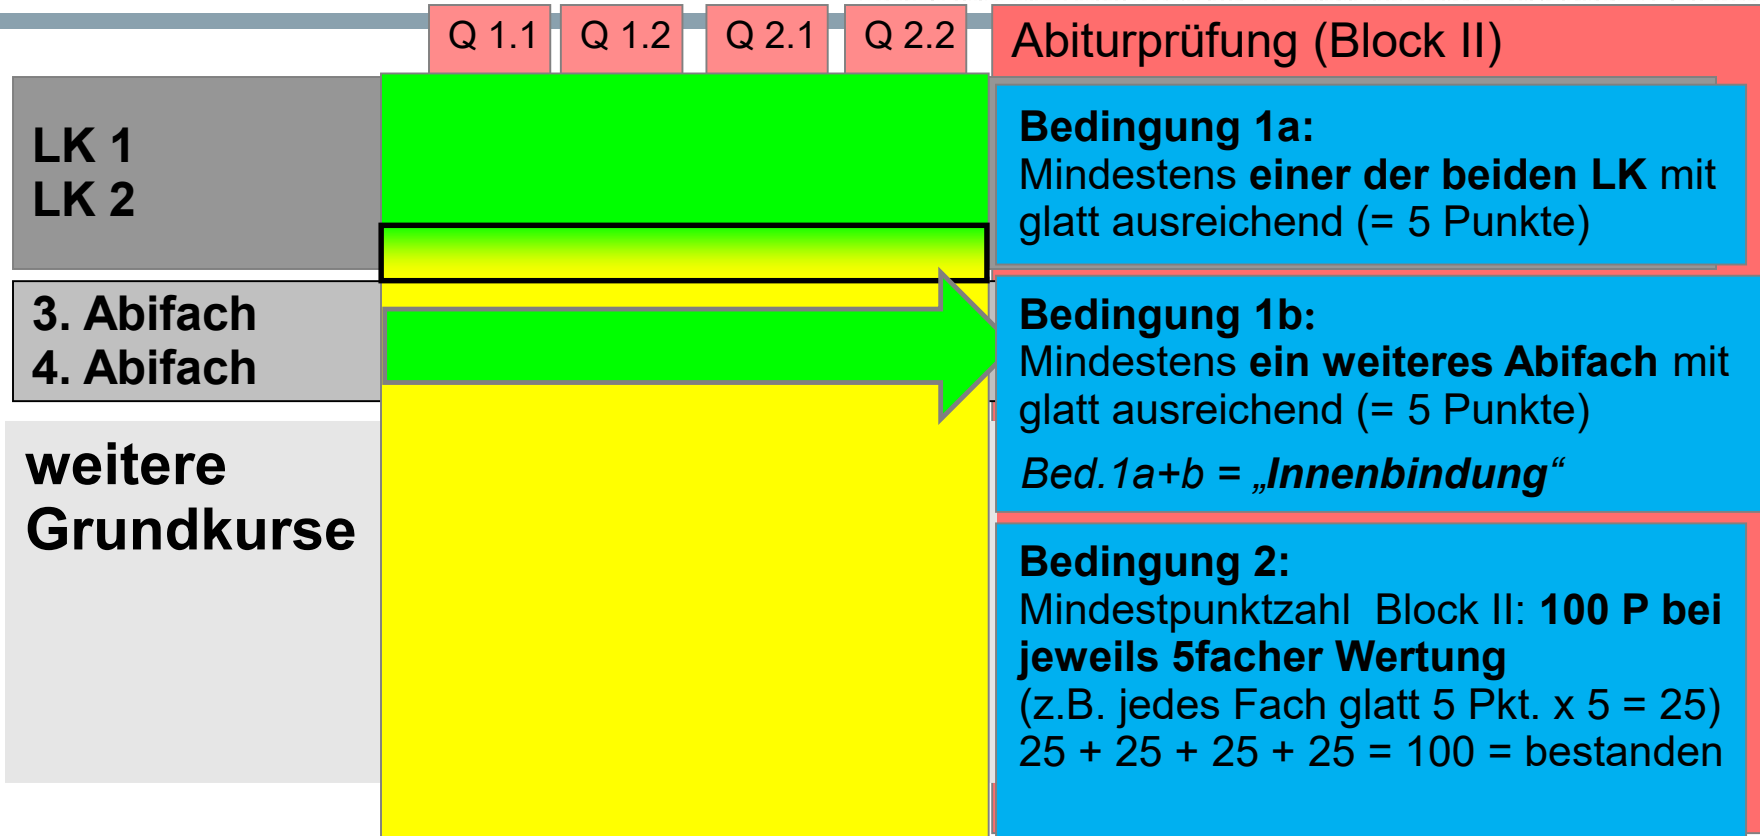 Q 1.1 Q 1.2 Q 2.1 Q 2.2 Abiturprüfung (Block II)
LK 1
LK 2
3. Abifach
4. Abifach
weitere
Grundkurse
Bedingung 1a:
Mindestens einer der beiden LK mit
glatt ausreichend (= 5 Punkte)
Bedingung 1b:
Mindestens ein weiteres Abifach mit
glatt ausreichend (= 5 Punkte)
Bed.1a+b = „Innenbindung“
Bedingung 2:
Mindestpunktzahl Block II: 100 P bei
jeweils 5facher Wertung
(z.B. jedes Fach glatt 5 Pkt. x 5 = 25)
25 + 25 + 25 + 25 = 100 = bestanden